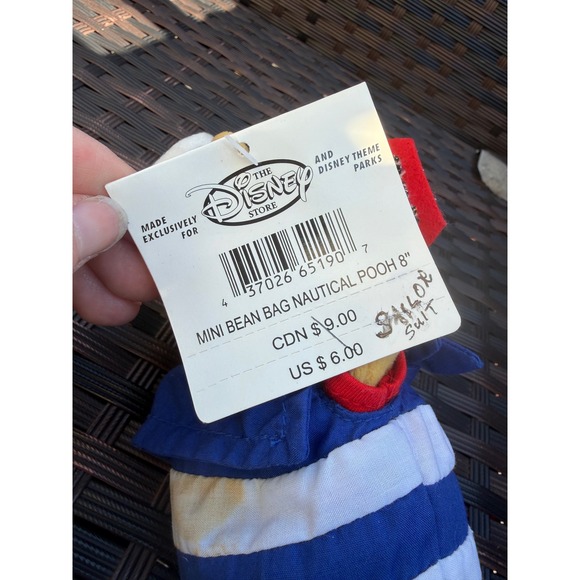 MADE
EXCLUSIVELY
FOR
THE
Disney
STORE
AND
DISNEY THEME
PARKS
4 37026 65190 7
MINI BEAN BAG NAUTICAL POOH 8"
CDN $ 9.00
US $ 6.00
SAILOR
SUIT